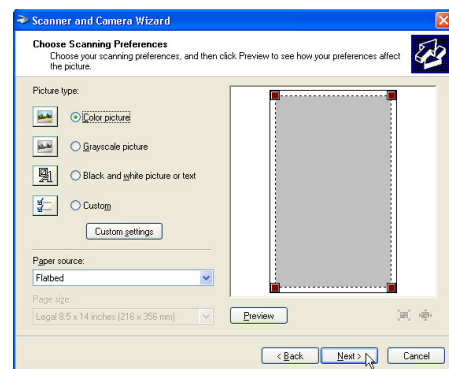 Scanner and Camera Wizard
Choose Scanning Preferences
Choose your scanning preferences, and then click Preview to see how your preferences affect
the picture.
Picture type:
Color picture
Grayscale picture
Black and white picture or text
Custom
Custom settings
Paper source:
Flatbed
Page size:
Legal 8.5 x 14 inches (216 x 356 mm)
Preview
< Back
Next >
Cancel